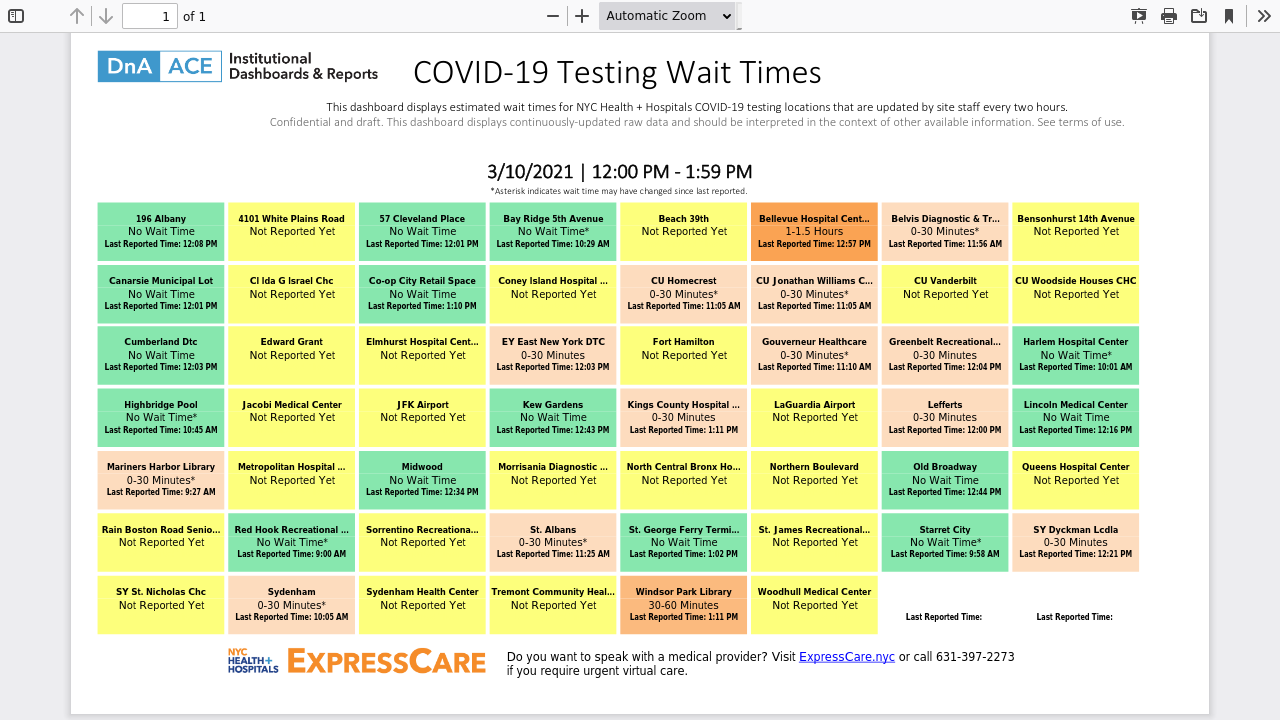 1 of 1
Automatic Zoom
DnA ACE Institutional Dashboards & Reports
COVID-19 Testing Wait Times
This dashboard displays estimated wait times for NYC Health + Hospitals COVID-19 testing locations that are updated by site staff every two hours.
Confidential and draft. This dashboard displays continuously-updated raw data and should be interpreted in the context of other available information. See terms of use.
3/10/2021 | 12:00 PM - 1:59 PM
*Asterisk indicates wait time may have changed since last reported.
196 Albany
No Wait Time
Last Reported Time: 12:08 PM
4101 White Plains Road
Not Reported Yet
57 Cleveland Place
No Wait Time
Last Reported Time: 12:01 PM
Bay Ridge 5th Avenue
No Wait Time*
Last Reported Time: 10:29 AM
Beach 39th
Not Reported Yet
Bellevue Hospital Cent...
1-1.5 Hours
Last Reported Time: 12:57 PM
Belvis Diagnostic & Tr...
0-30 Minutes*
Last Reported Time: 11:56 AM
Bensonhurst 14th Avenue
Not Reported Yet
Canarsie Municipal Lot
No Wait Time
Last Reported Time: 12:01 PM
CI Ida G Israel Chc
Not Reported Yet
Co-op City Retail Space
No Wait Time
Last Reported Time: 1:10 PM
Coney Island Hospital ...
Not Reported Yet
CU Homecrest
0-30 Minutes*
Last Reported Time: 11:05 AM
CU Jonathan Williams C...
0-30 Minutes*
Last Reported Time: 11:05 AM
CU Vanderbilt
Not Reported Yet
CU Woodside Houses CHC
Not Reported Yet
Cumberland Dtc
No Wait Time
Last Reported Time: 12:03 PM
Edward Grant
Not Reported Yet
Elmhurst Hospital Cent...
Not Reported Yet
EY East New York DTC
0-30 Minutes
Last Reported Time: 12:03 PM
Fort Hamilton
Not Reported Yet
Gouverneur Healthcare
0-30 Minutes*
Last Reported Time: 11:10 AM
Greenbelt Recreational...
0-30 Minutes
Last Reported Time: 12:04 PM
Harlem Hospital Center
No Wait Time*
Last Reported Time: 10:01 AM
Highbridge Pool
No Wait Time*
Last Reported Time: 10:45 AM
Jacobi Medical Center
Not Reported Yet
JFK Airport
Not Reported Yet
Kew Gardens
No Wait Time
Last Reported Time: 12:43 PM
Kings County Hospital ...
0-30 Minutes
Last Reported Time: 1:11 PM
LaGuardia Airport
Not Reported Yet
Lefferts
0-30 Minutes
Last Reported Time: 12:00 PM
Lincoln Medical Center
No Wait Time
Last Reported Time: 12:16 PM
Mariners Harbor Library
0-30 Minutes*
Last Reported Time: 9:27 AM
Metropolitan Hospital ...
Not Reported Yet
Midwood
No Wait Time
Last Reported Time: 12:34 PM
Morrisania Diagnostic ...
Not Reported Yet
North Central Bronx Ho...
Not Reported Yet
Northern Boulevard
Not Reported Yet
Old Broadway
No Wait Time
Last Reported Time: 12:44 PM
Queens Hospital Center
Not Reported Yet
Rain Boston Road Senio...
Not Reported Yet
Red Hook Recreational ...
No Wait Time*
Last Reported Time: 9:00 AM
Sorrentino Recreationa...
Not Reported Yet
St. Albans
0-30 Minutes*
Last Reported Time: 11:25 AM
St. George Ferry Termi...
No Wait Time
Last Reported Time: 1:02 PM
St. James Recreational...
Not Reported Yet
Starret City
No Wait Time*
Last Reported Time: 9:58 AM
SY Dyckman Lcdla
0-30 Minutes
Last Reported Time: 12:21 PM
SY St. Nicholas Chc
Not Reported Yet
Sydenham
0-30 Minutes*
Last Reported Time: 10:05 AM
Sydenham Health Center
Not Reported Yet
Tremont Community Heal...
Not Reported Yet
Windsor Park Library
30-60 Minutes
Last Reported Time: 1:11 PM
Woodhull Medical Center
Not Reported Yet
Last Reported Time:
Last Reported Time:
NYC HEALTH+ HOSPITALS
EXPRESSCARE
Do you want to speak with a medical provider? Visit ExpressCare.nyc or call 631-397-2273
if you require urgent virtual care.